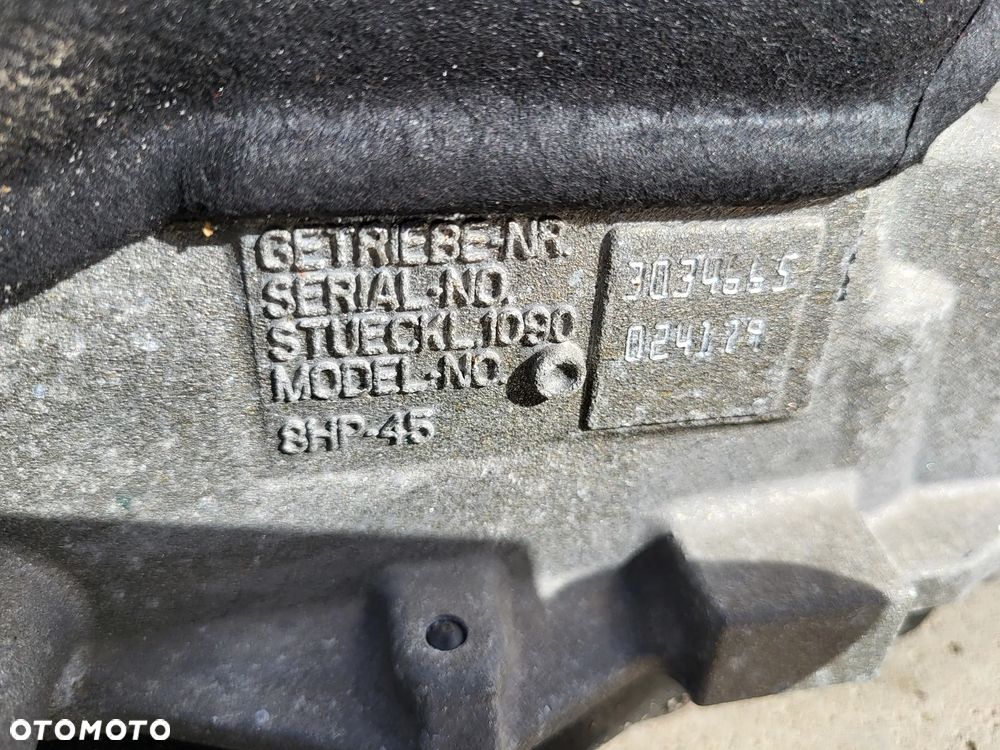 GETRIEBE-NR.
SERIAL-NO.
STUECKL.1090
MODEL-NO.
8HP-45
3034665
024179
OTOMOTO